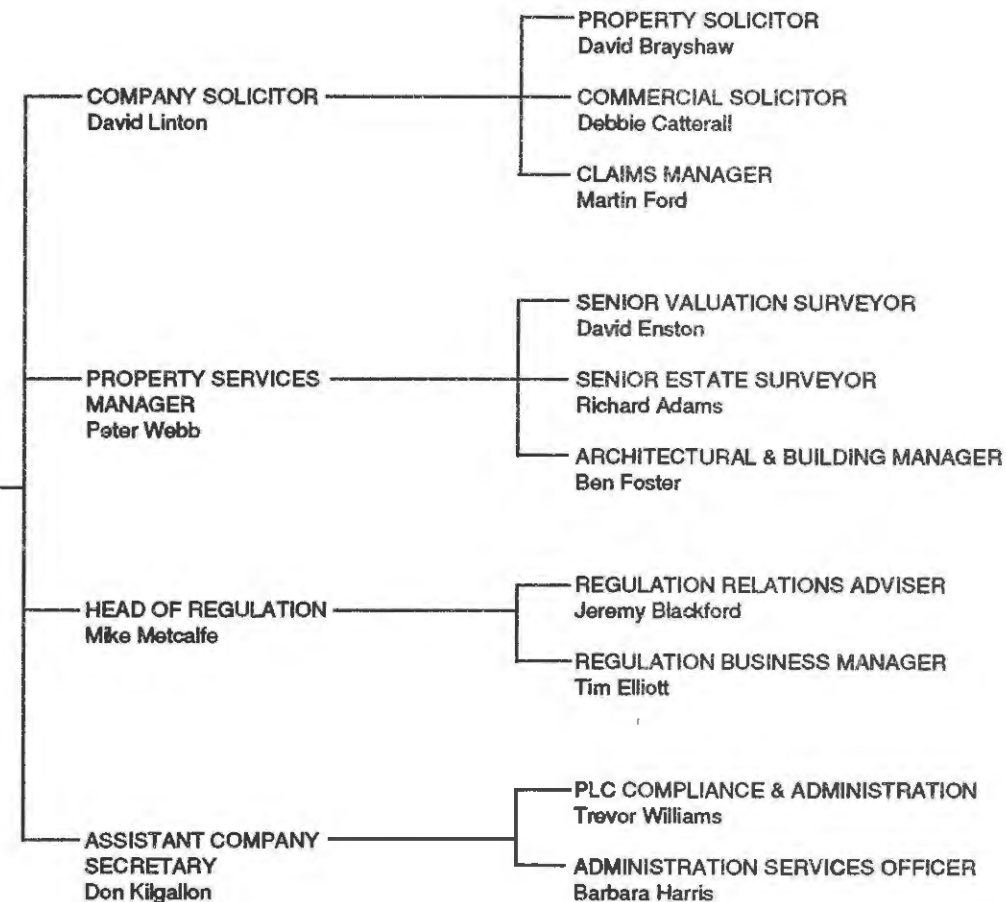 PROPERTY SOLICITOR
David Brayshaw
COMPANY SOLICITOR
David Linton
COMMERCIAL SOLICITOR
Debbie Catterall
CLAIMS MANAGER
Martin Ford
SENIOR VALUATION SURVEYOR
David Enston
PROPERTY SERVICES
MANAGER
Peter Webb
SENIOR ESTATE SURVEYOR
Richard Adams
ARCHITECTURAL & BUILDING MANAGER
Ben Foster
REGULATION RELATIONS ADVISER
Jeremy Blackford
HEAD OF REGULATION
Mike Metcalfe
REGULATION BUSINESS MANAGER
Tim Elliott
PLC COMPLIANCE & ADMINISTRATION
Trevor Williams
ASSISTANT COMPANY
SECRETARY
Don Kilgallon
ADMINISTRATION SERVICES OFFICER
Barbara Harris